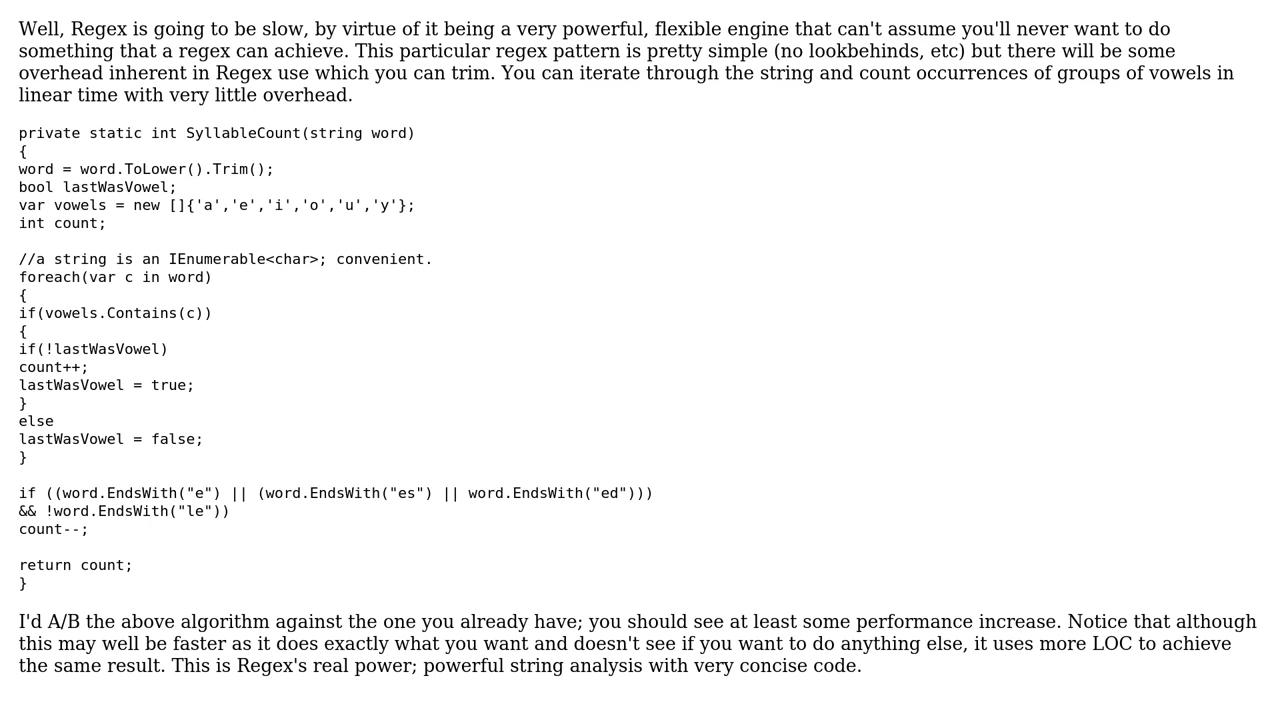 Well, Regex is going to be slow, by virtue of it being a very powerful, flexible engine that can't assume you'll never want to do
something that a regex can achieve. This particular regex pattern is pretty simple (no lookbehinds, etc) but there will be some
overhead inherent in Regex use which you can trim. You can iterate through the string and count occurrences of groups of vowels in
linear time with very little overhead.
private static int SyllableCount(string word)
{
word = word.ToLower().Trim();
bool lastWasVowel;
var vowels = new []{'a','e','i','o','u','y'};
int count;
//a string is an IEnumerable<char>; convenient.
foreach(var c in word)
{
if(vowels.Contains(c))
{
if(!lastWasVowel)
count++;
lastWasVowel = true;
}
else
lastWasVowel = false;
}
if ((word.EndsWith("e") || (word.EndsWith("es") || word.EndsWith("ed")))
&& !word.EndsWith("le"))
count--;
return count;
}
I'd A/B the above algorithm against the one you already have; you should see at least some performance increase. Notice that although
this may well be faster as it does exactly what you want and doesn't see if you want to do anything else, it uses more LOC to achieve
the same result. This is Regex's real power; powerful string analysis with very concise code.